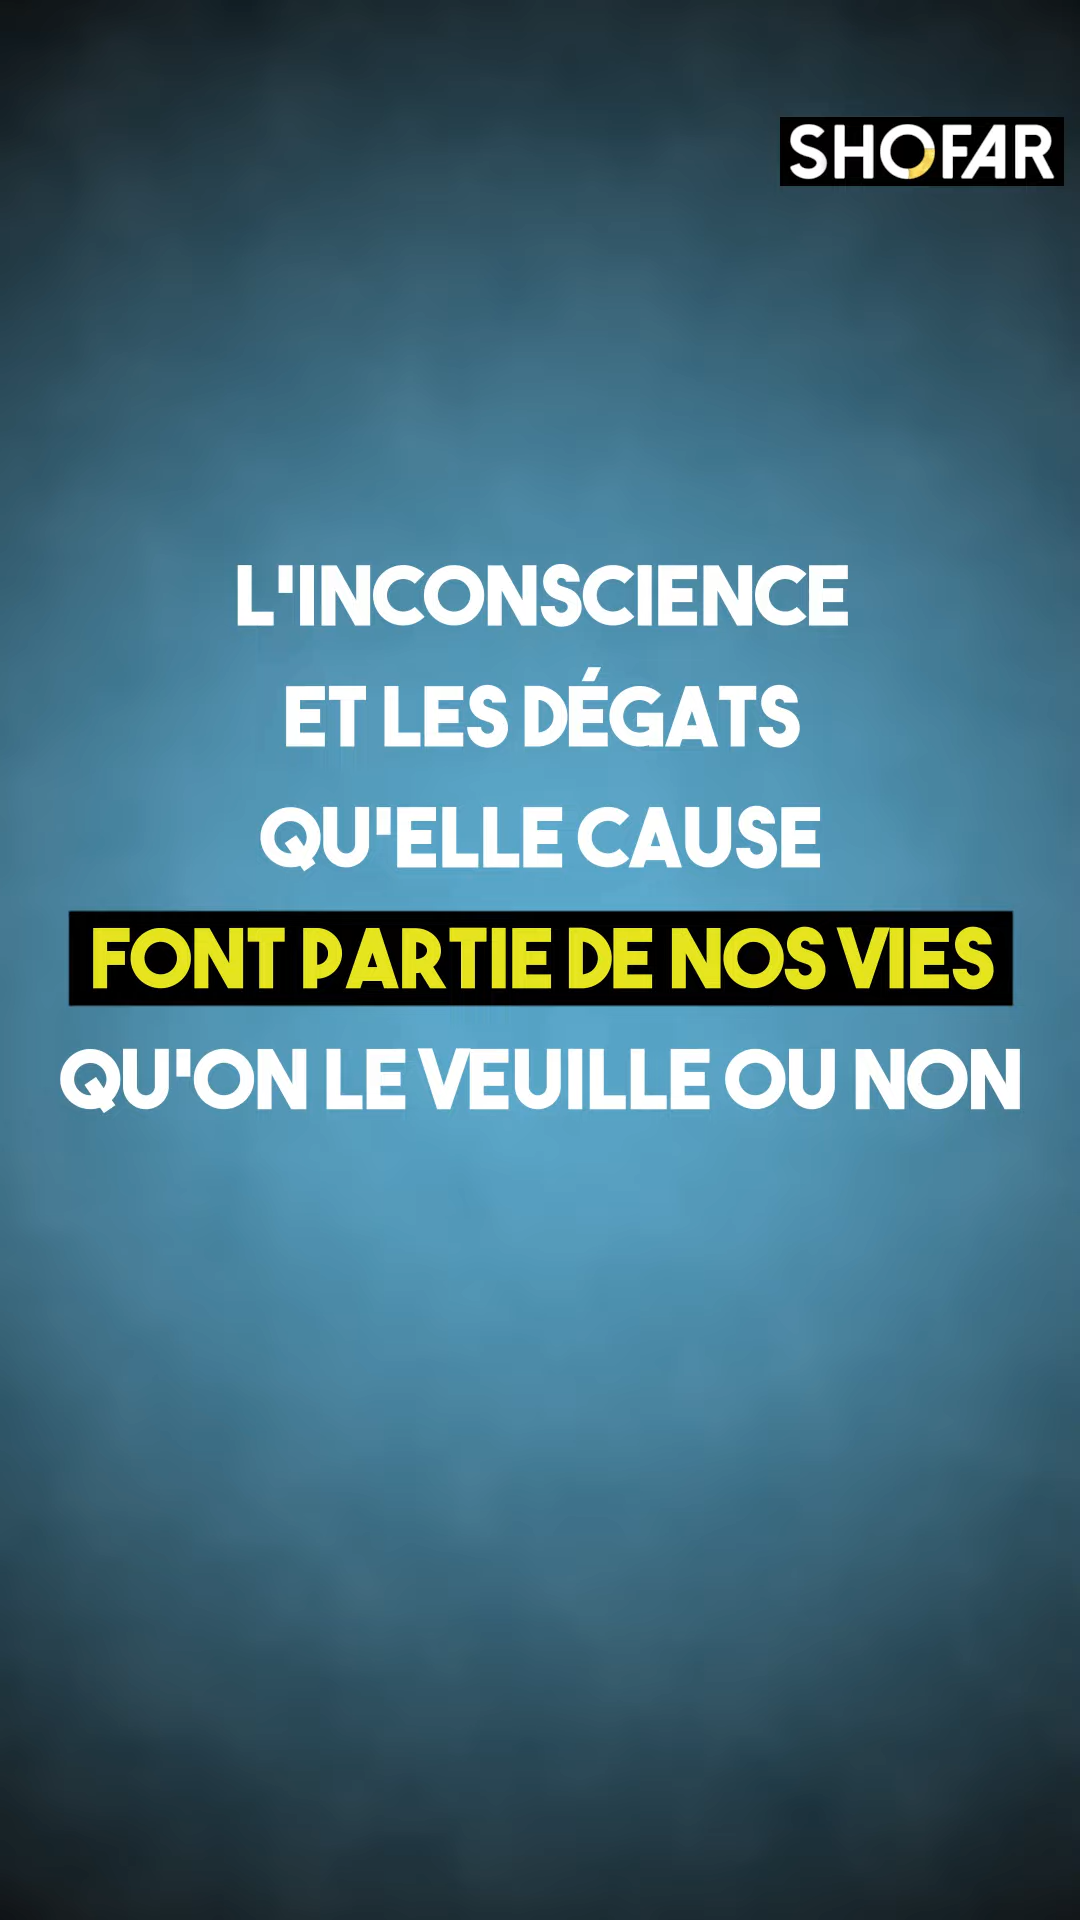 SHOFAR
L'INCONSCIENCE
ET LES DÉGATS
QU'ELLE CAUSE
FONT PARTIE DE NOS VIES
QU'ON LE VEUILLE OU NON